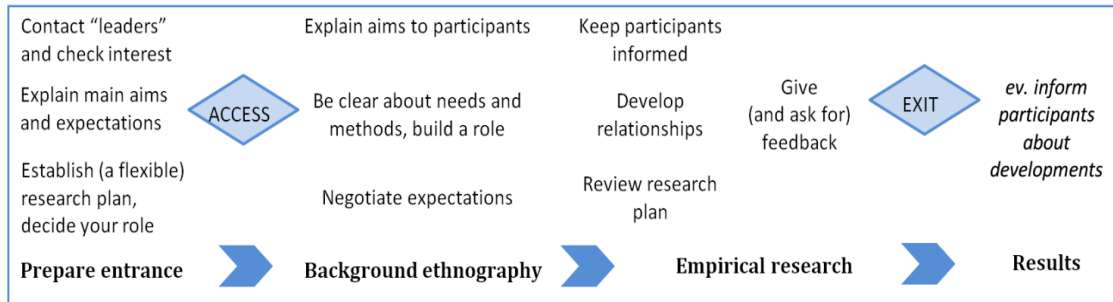 Contact “leaders”
and check interest
Explain main aims
and expectations
Establish (a flexible)
research plan,
decide your role
ACCESS
Explain aims to participants
Be clear about needs and
methods, build a role
Negotiate expectations
Keep participants
informed
Develop
relationships
Review research
plan
Give
(and ask for)
feedback
EXIT
ev. inform
participants
about
developments
Prepare entrance
Background ethnography
Empirical research
Results